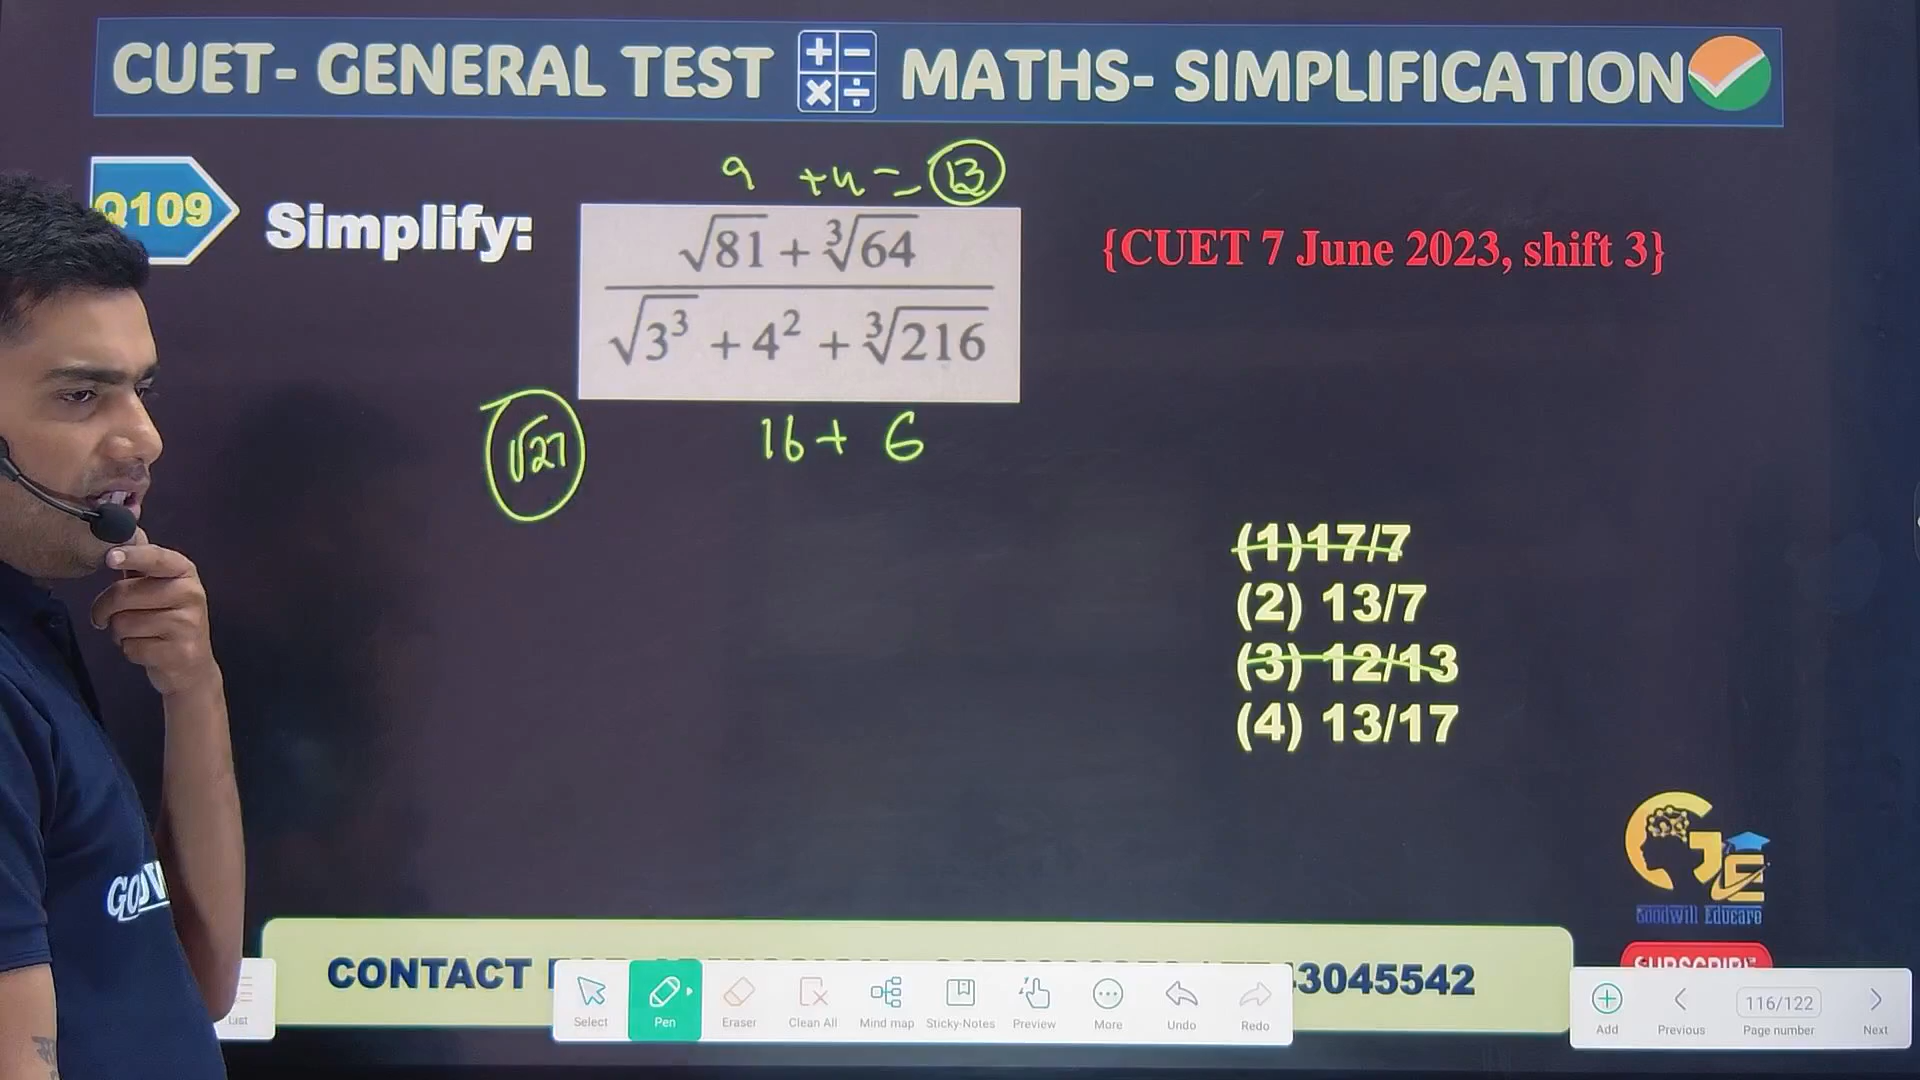 CUET- GENERAL TEST + − × ÷ MATHS- SIMPLIFICATION
9 +4 = 13
Q109 Simplify:
√81 + ∛64
√3³ + 4² + ∛216
{CUET 7 June 2023, shift 3}
√27 16 + 6
(1)17/7
(2) 13/7
(3) 12/13
(4) 13/17
GE
Goodwill Educare
SUBSCRIBE
CONTACT
3045542
List
Select Pen Eraser Clean All Mind map Sticky-Notes Preview More Undo Redo
116/122
Add Previous Page number Next